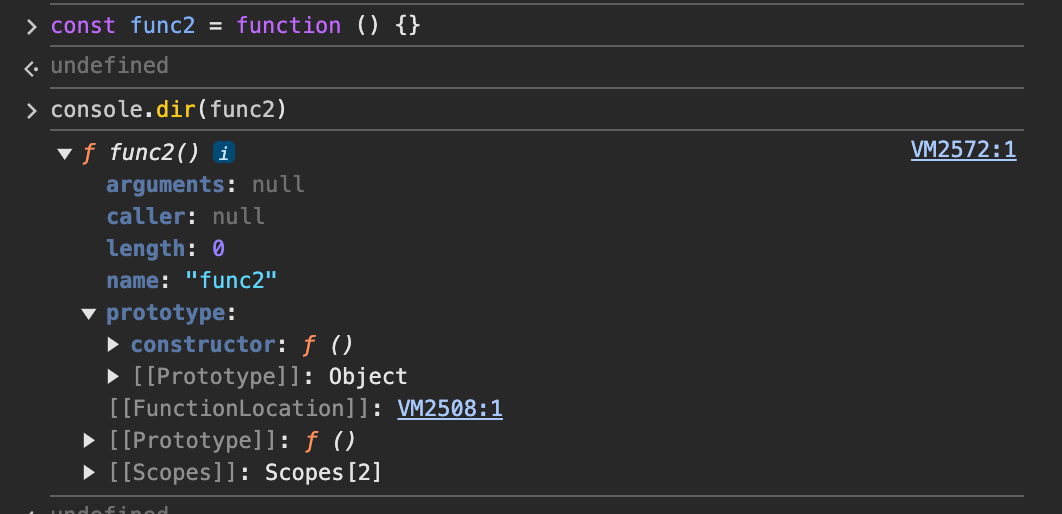 const func2 = function () {}
undefined
console.dir(func2)
ƒ func2() i VM2572:1
arguments: null
caller: null
length: 0
name: "func2"
prototype:
constructor: ƒ ()
[[Prototype]]: Object
[[FunctionLocation]]: VM2508:1
[[Prototype]]: ƒ ()
[[Scopes]]: Scopes[2]
undefined